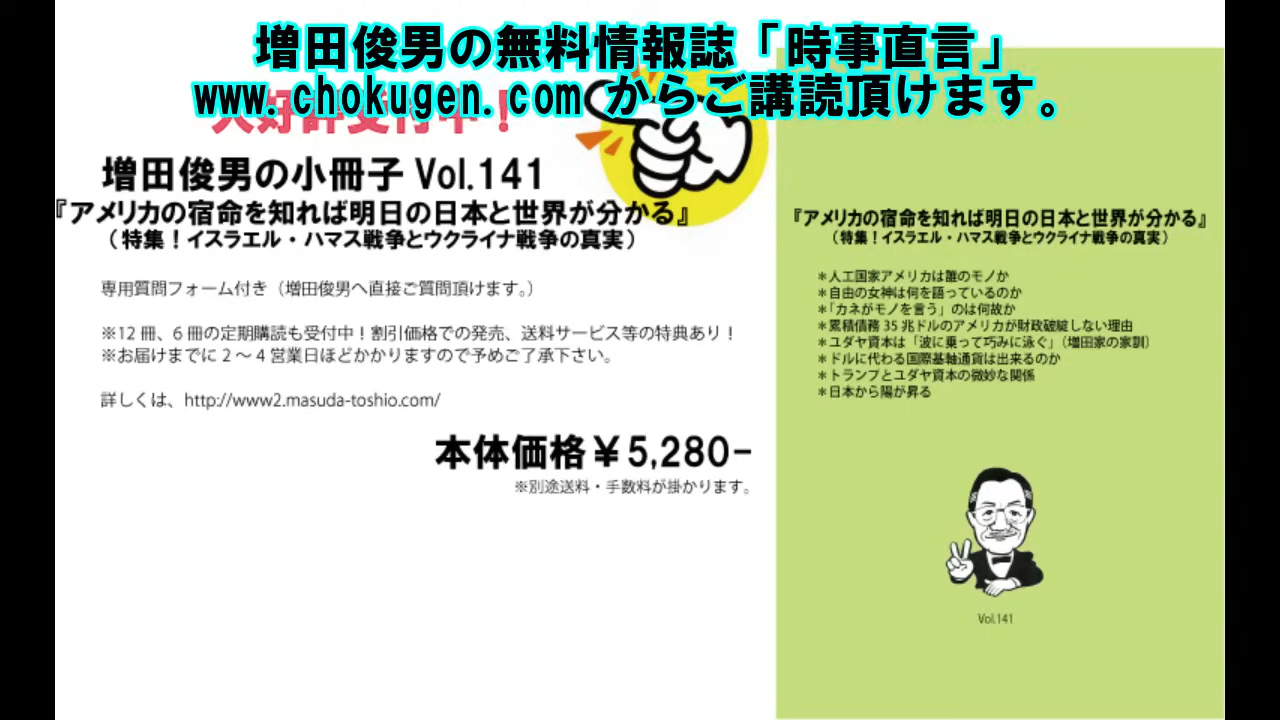 増田俊男の無料情報誌「時事直言」
www.chokugen.com からご講読頂けます。
大好評受付中！
増田俊男の小冊子 Vol.141
『アメリカの宿命を知れば明日の日本と世界が分かる』
（特集！イスラエル・ハマス戦争とウクライナ戦争の真実）
専用質問フォーム付き（増田俊男へ直接ご質問頂けます。）
※12 冊、6 冊の定期購読も受付中！割引価格での発売、送料サービス等の特典あり！
※お届けまでに 2 ～ 4 営業日ほどかかりますので予めご了承下さい。
詳しくは、http://www2.masuda-toshio.com/
本体価格￥5,280−
※別途送料・手数料が掛かります。
『アメリカの宿命を知れば明日の日本と世界が分かる』
（特集！イスラエル・ハマス戦争とウクライナ戦争の真実）
＊人工国家アメリカは誰のモノか
＊自由の女神は何を語っているのか
＊「カネがモノを言う」のは何故か
＊累積債務 35 兆ドルのアメリカが財政破綻しない理由
＊ユダヤ資本は「波に乗って巧みに泳ぐ」（増田家の家訓）
＊ドルに代わる国際基軸通貨は出来るのか
＊トランプとユダヤ資本の微妙な関係
＊日本から陽が昇る
Vol.141